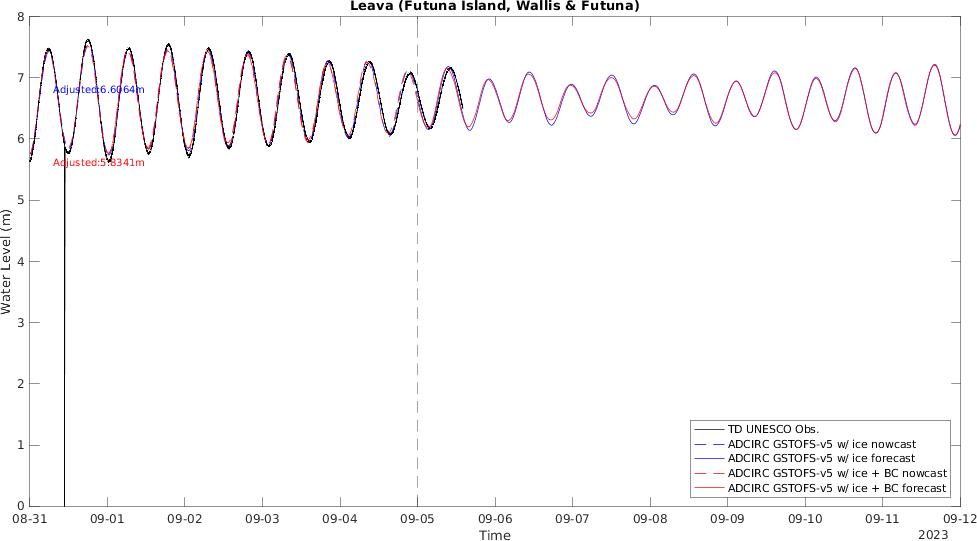 Leava (Futuna Island, Wallis & Futuna)
8
7
6
5
4
3
2
1
0
Water Level (m)
Adjusted:6.6064m
Adjusted:5.8341m
TD UNESCO Obs.
ADCIRC GSTOFS-v5 w/ ice nowcast
ADCIRC GSTOFS-v5 w/ ice forecast
ADCIRC GSTOFS-v5 w/ ice + BC nowcast
ADCIRC GSTOFS-v5 w/ ice + BC forecast
08-31 09-01 09-02 09-03 09-04 09-05 09-06 09-07 09-08 09-09 09-10 09-11 09-12
Time
2023